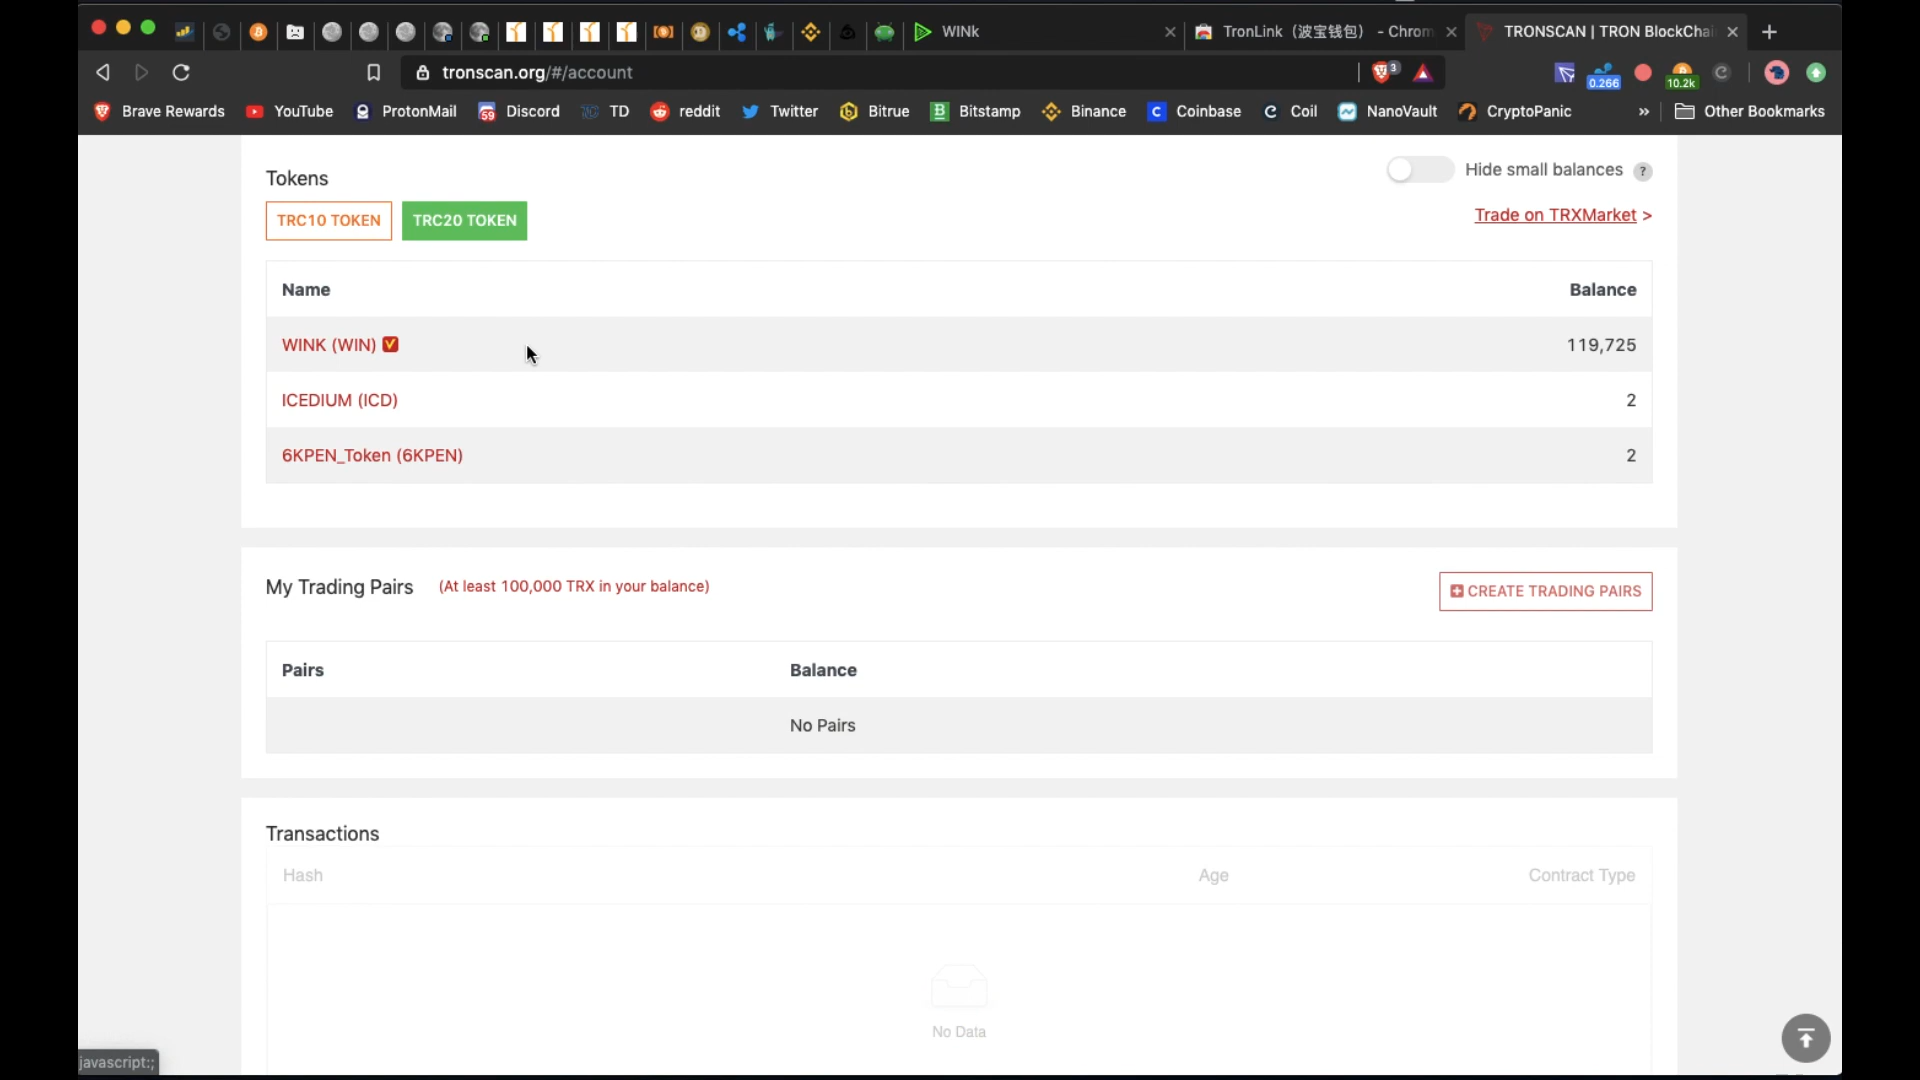 WINk
TronLink（波宝钱包） - Chrom
TRONSCAN | TRON BlockChai
tronscan.org/#/account
3
0.266
10.2k
Brave Rewards
YouTube
ProtonMail
59
Discord
TD
reddit
Twitter
Bitrue
Bitstamp
Binance
Coinbase
Coil
NanoVault
CryptoPanic
»
Other Bookmarks
Tokens
Hide small balances ?
TRC10 TOKEN
TRC20 TOKEN
Trade on TRXMarket >
Name
Balance
WINK (WIN)
119,725
ICEDIUM (ICD)
2
6KPEN_Token (6KPEN)
2
My Trading Pairs
(At least 100,000 TRX in your balance)
CREATE TRADING PAIRS
Pairs
Balance
No Pairs
Transactions
Hash
Age
Contract Type
No Data
javascript:;